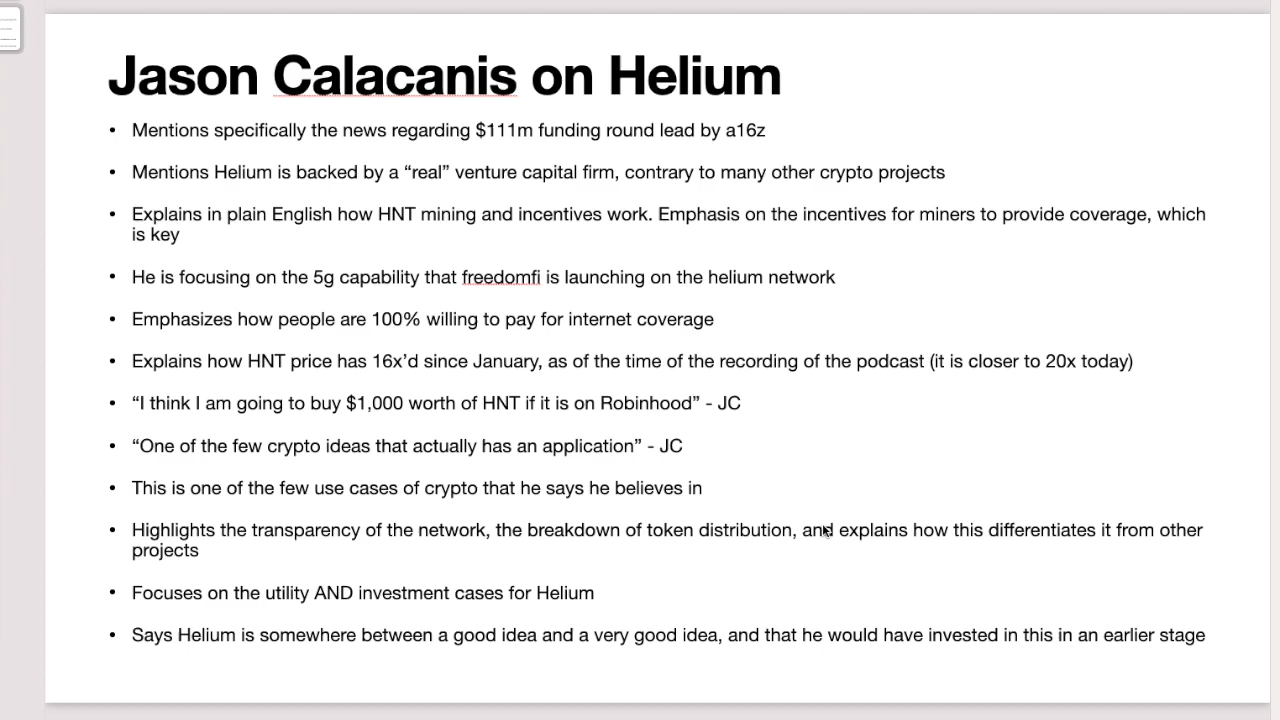 Jason Calacanis on Helium
• Mentions specifically the news regarding $111m funding round lead by a16z
• Mentions Helium is backed by a “real” venture capital firm, contrary to many other crypto projects
• Explains in plain English how HNT mining and incentives work. Emphasis on the incentives for miners to provide coverage, which
is key
• He is focusing on the 5g capability that freedomfi is launching on the helium network
• Emphasizes how people are 100% willing to pay for internet coverage
• Explains how HNT price has 16x’d since January, as of the time of the recording of the podcast (it is closer to 20x today)
• “I think I am going to buy $1,000 worth of HNT if it is on Robinhood” - JC
• “One of the few crypto ideas that actually has an application” - JC
• This is one of the few use cases of crypto that he says he believes in
• Highlights the transparency of the network, the breakdown of token distribution, and explains how this differentiates it from other
projects
• Focuses on the utility AND investment cases for Helium
• Says Helium is somewhere between a good idea and a very good idea, and that he would have invested in this in an earlier stage